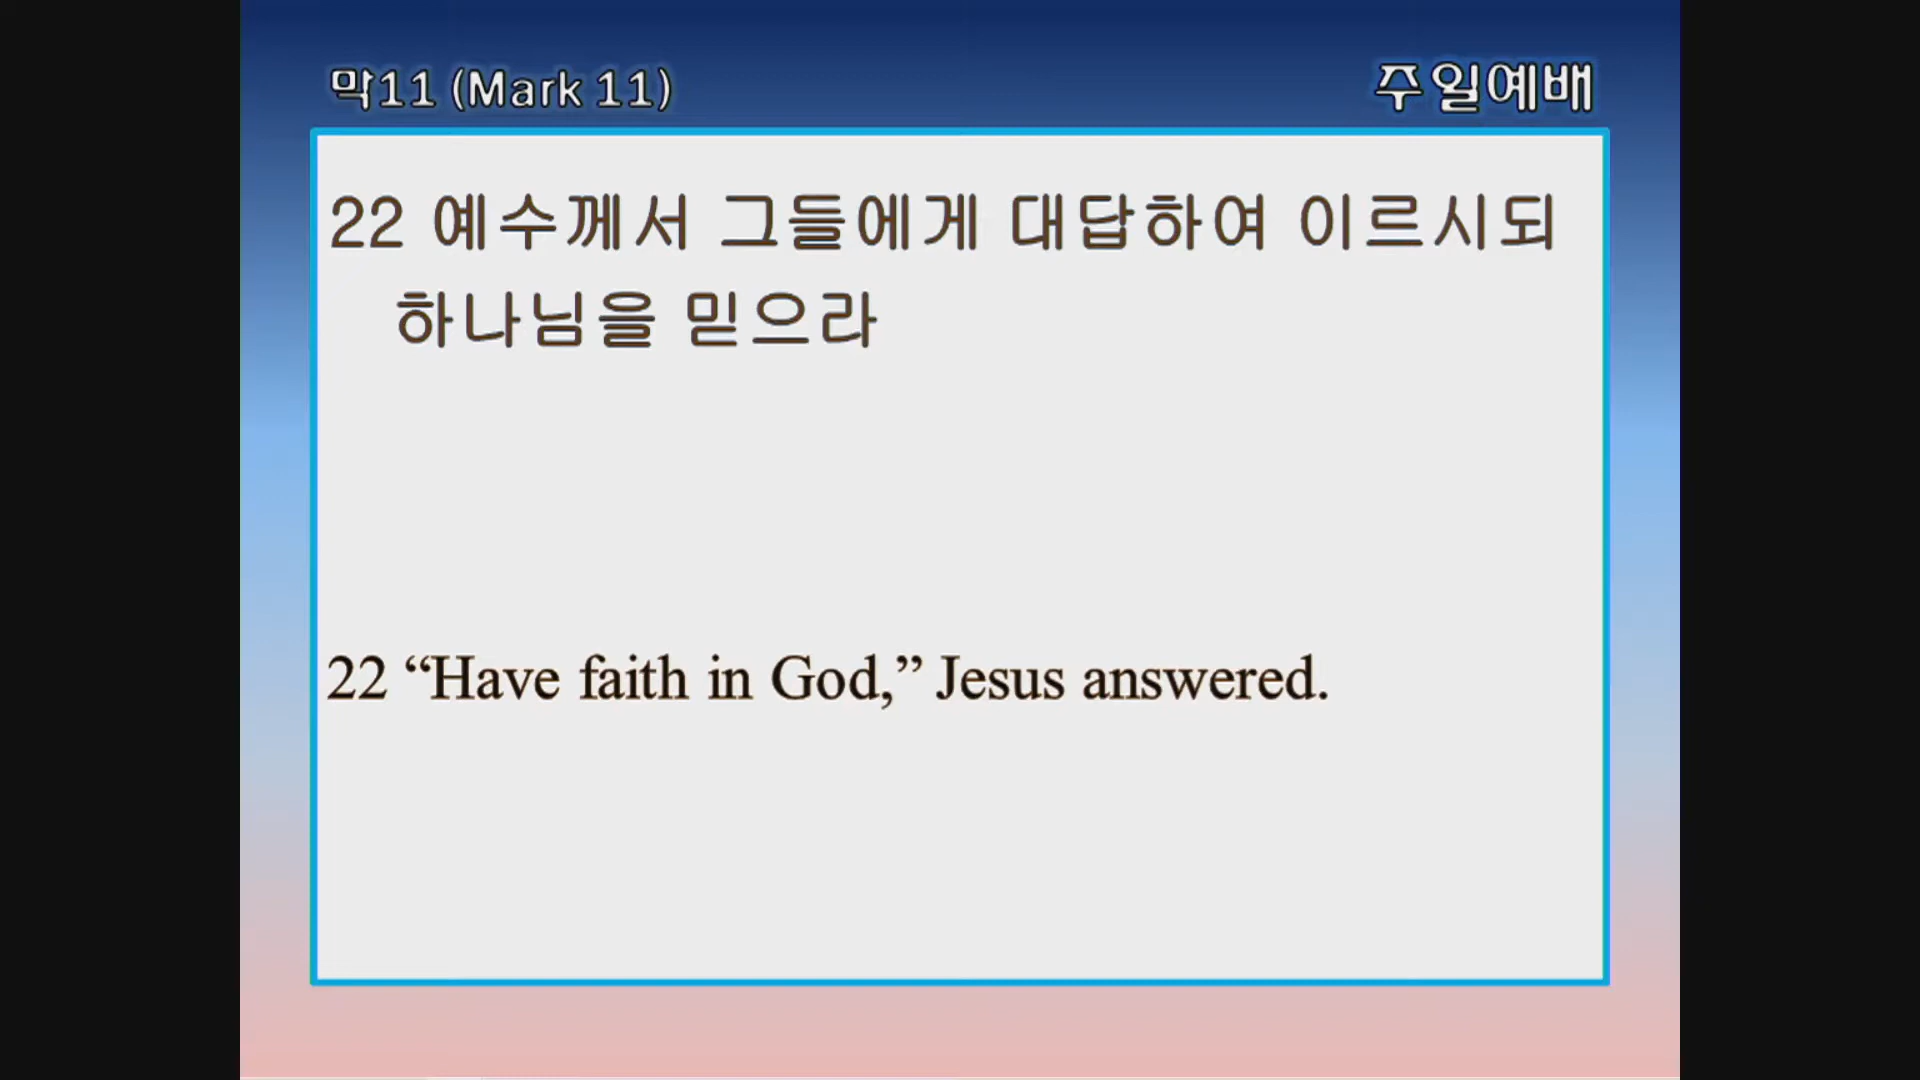 막11 (Mark 11)
주일예배
22 예수께서 그들에게 대답하여 이르시되
하나님을 믿으라
22 “Have faith in God,” Jesus answered.